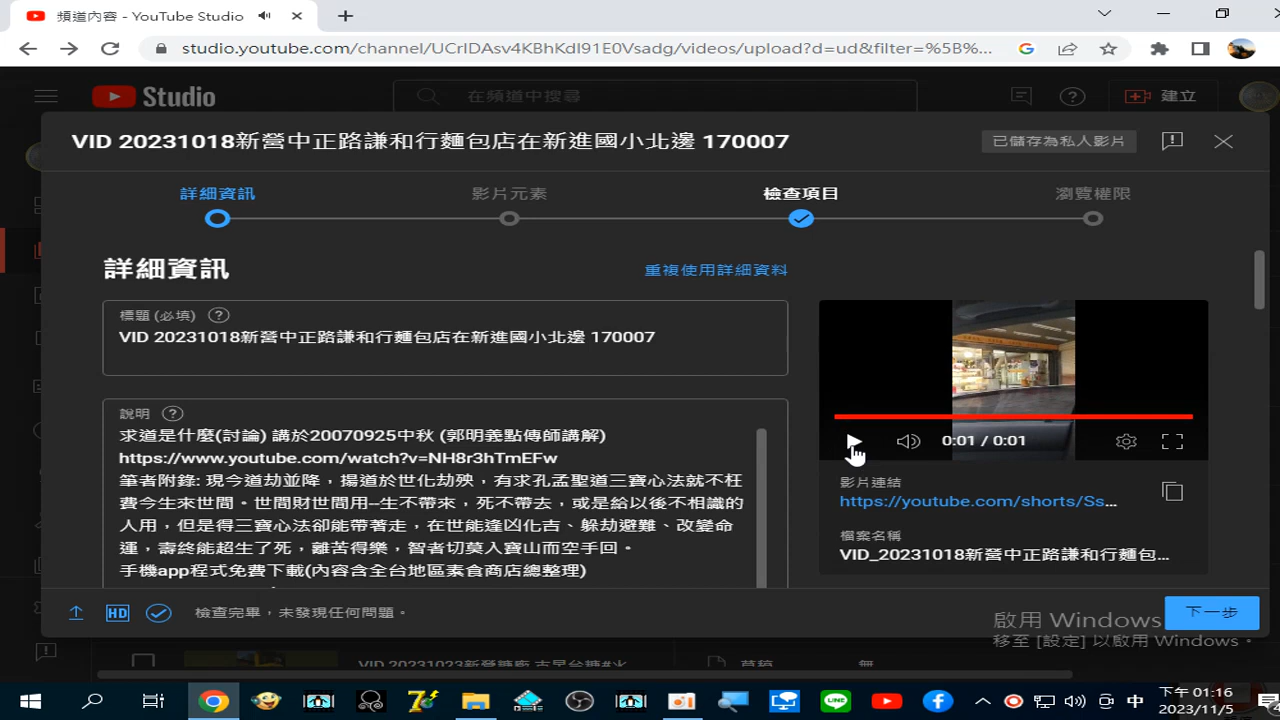 頻道內容 - YouTube Studio
studio.youtube.com/channel/UCrlDAsv4KBhKdI91E0Vsadg/videos/upload?d=ud&filter=%5B%...
Studio
在頻道中搜尋
建立
VID 20231018新營中正路謙和行麵包店在新進國小北邊 170007
已儲存為私人影片
詳細資訊
影片元素
檢查項目
瀏覽權限
詳細資訊
重複使用詳細資料
標題 (必填)
VID 20231018新營中正路謙和行麵包店在新進國小北邊 170007
說明
求道是什麼(討論) 講於20070925中秋 (郭明義點傳師講解)
https://www.youtube.com/watch?v=NH8r3hTmEFw
筆者附錄: 現今道劫並降，揚道於世化劫殃，有求孔孟聖道三寶心法就不枉
費今生來世間。世間財世間用--生不帶來，死不帶去，或是給以後不相識的
人用，但是得三寶心法卻能帶著走，在世能逢凶化吉、躲劫避難、改變命
運，壽終能超生了死，離苦得樂，智者切莫入寶山而空手回。
手機app程式免費下載(內容含全台地區素食商店總整理)
0:01 / 0:01
影片連結
https://youtube.com/shorts/Ss...
檔案名稱
VID_20231018新營中正路謙和行麵包...
HD
檢查完畢，未發現任何問題。
下一步
啟用 Windows
移至 [設定] 以啟用 Windows。
VID 20231023新營糖廠
草稿
無
中
下午 01:16
2023/11/5